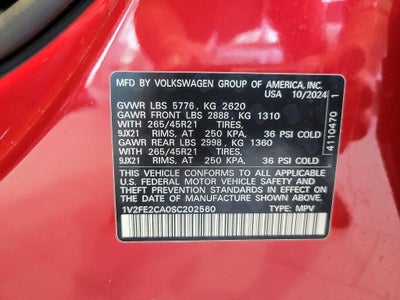 MFD BY VOLKSWAGEN GROUP OF AMERICA, INC.
USA 10/2024
GVWR LBS 5776, KG 2620
GAWR FRONT LBS 2888, KG 1310
WITH 265/45R21 TIRES,
9JX21 RIMS, AT 250 KPA, 36 PSI COLD
GAWR REAR LBS 2998, KG 1360
WITH 265/45R21 TIRES,
9JX21 RIMS, AT 250 KPA, 36 PSI COLD
THIS VEHICLE CONFORMS TO ALL APPLICABLE
U.S. FEDERAL MOTOR VEHICLE SAFETY AND
THEFT PREVENTION STANDARDS IN EFFECT ON THE
DATE OF MANUFACTURE SHOWN ABOVE.
1V2FE2CA0SC202560 TYPE: MPV
4110470 1